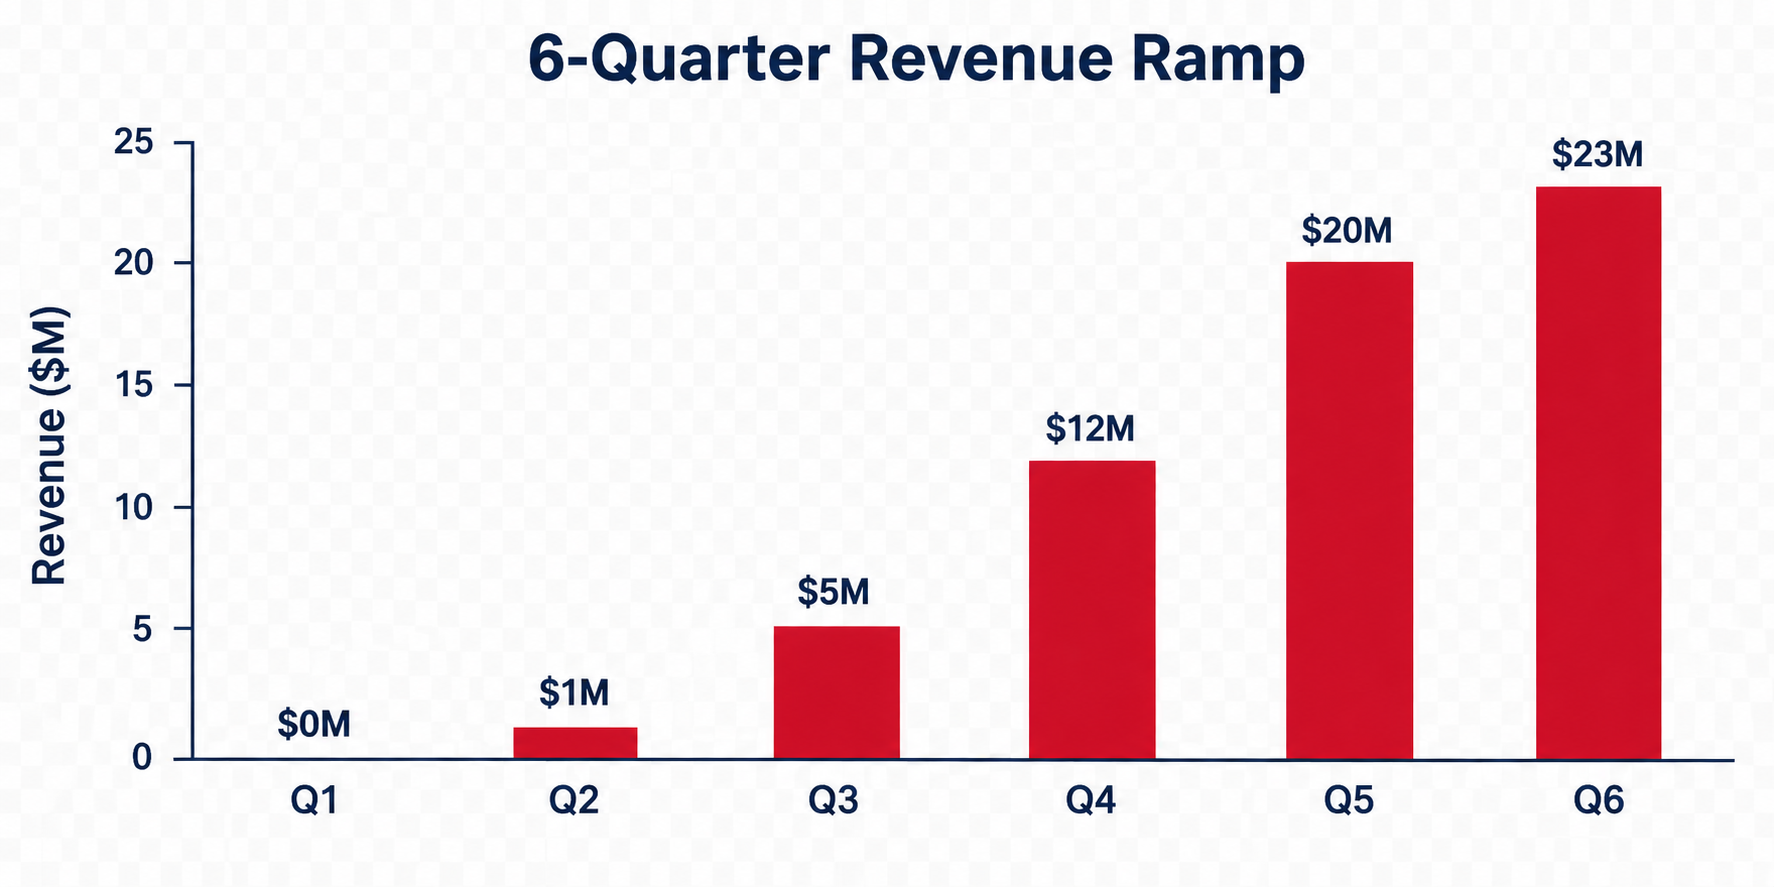 6-Quarter Revenue Ramp
Revenue ($M)
25
20
15
10
5
0
$0M
$1M
$5M
$12M
$20M
$23M
Q1
Q2
Q3
Q4
Q5
Q6